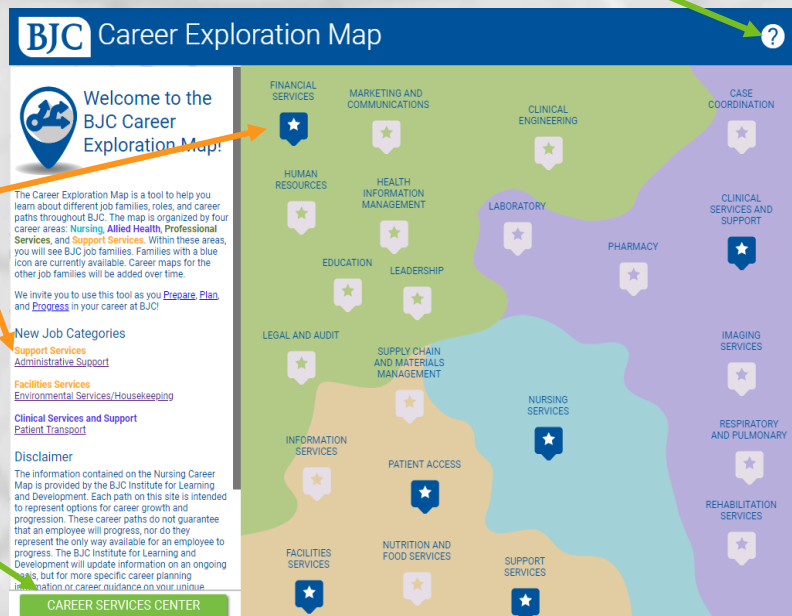 BJC Career Exploration Map
?
Welcome to the
BJC Career
Exploration Map!
The Career Exploration Map is a tool to help you
learn about different job families, roles, and career
paths throughout BJC. The map is organized by four
career areas: Nursing, Allied Health, Professional
Services, and Support Services. Within these areas,
you will see BJC job families. Families with a blue
icon are currently available. Career maps for the
other job families will be added over time.
We invite you to use this tool as you Prepare, Plan,
and Progress in your career at BJC!
New Job Categories
Support Services
Administrative Support
Facilities Services
Environmental Services/Housekeeping
Clinical Services and Support
Patient Transport
Disclaimer
The information contained on the Nursing Career
Map is provided by the BJC Institute for Learning
and Development. Each path on this site is intended
to represent options for career growth and
progression. These career paths do not guarantee
that an employee will progress, nor do they
represent the only way available for an employee to
progress. The BJC Institute for Learning and
Development will update information on an ongoing
basis, but for more specific career planning
information or career guidance on your unique
CAREER SERVICES CENTER
FINANCIAL
SERVICES
MARKETING AND
COMMUNICATIONS
CLINICAL
ENGINEERING
CASE
COORDINATION
HUMAN
RESOURCES
HEALTH
INFORMATION
MANAGEMENT
LABORATORY
CLINICAL
SERVICES AND
SUPPORT
PHARMACY
EDUCATION
LEADERSHIP
LEGAL AND AUDIT
SUPPLY CHAIN
AND MATERIALS
MANAGEMENT
IMAGING
SERVICES
NURSING
SERVICES
RESPIRATORY
AND PULMONARY
INFORMATION
SERVICES
PATIENT ACCESS
REHABILITATION
SERVICES
FACILITIES
SERVICES
NUTRITION AND
FOOD SERVICES
SUPPORT
SERVICES